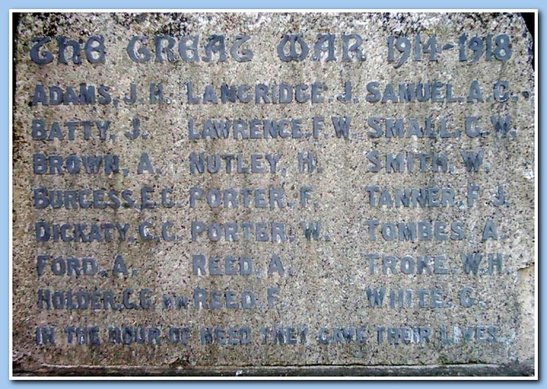 THE GREAT WAR 1914-1918
ADAMS, J. H. LANGRIDGE, J. SAMUEL, A. G.
BATTY, J. LAWRENCE, F. W. SMALL, C. W.
BROWN, A. NUTLEY, H. SMITH, W.
BURGESS, E. G. PORTER, F. TANNER, F. J.
DICKATY, C. C. PORTER, W. TOMBES, A.
FORD, A. REED, A. TROKE, W. H.
HOLDER, C. G. REED, F. WHITE, G.
IN THE HOUR OF NEED THEY GAVE THEIR LIVES